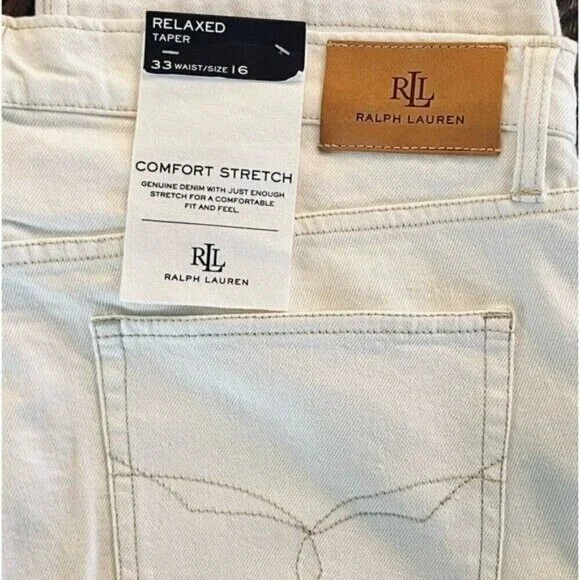 RELAXED
TAPER
33 WAIST/SIZE 16
COMFORT STRETCH
GENUINE DENIM WITH JUST ENOUGH
STRETCH FOR A COMFORTABLE
FIT AND FEEL
RLL
RALPH LAUREN
RLL
RALPH LAUREN